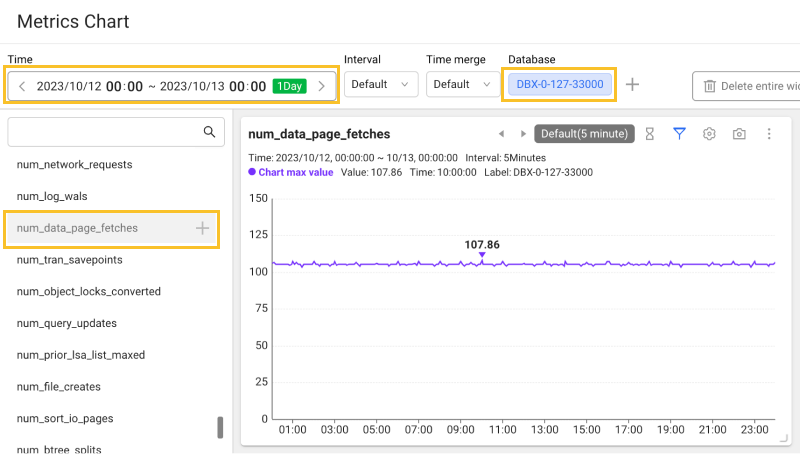 Metrics Chart
Time
Interval
Time merge
Database
2023/10/12 00:00 ~ 2023/10/13 00:00 1Day
Default
Default
DBX-0-127-33000
Delete entire wi
num_network_requests
num_log_wals
num_data_page_fetches
num_tran_savepoints
num_object_locks_converted
num_query_updates
num_prior_lsa_list_maxed
num_file_creates
num_sort_io_pages
num_btree_splits
num_data_page_fetches
Default(5 minute)
Time: 2023/10/12, 00:00:00 ~ 10/13, 00:00:00 Interval: 5Minutes
Chart max value Value: 107.86 Time: 10:00:00 Label: DBX-0-127-33000
150
125
107.86
100
75
50
25
0
01:00 03:00 05:00 07:00 09:00 11:00 13:00 15:00 17:00 19:00 21:00 23:00